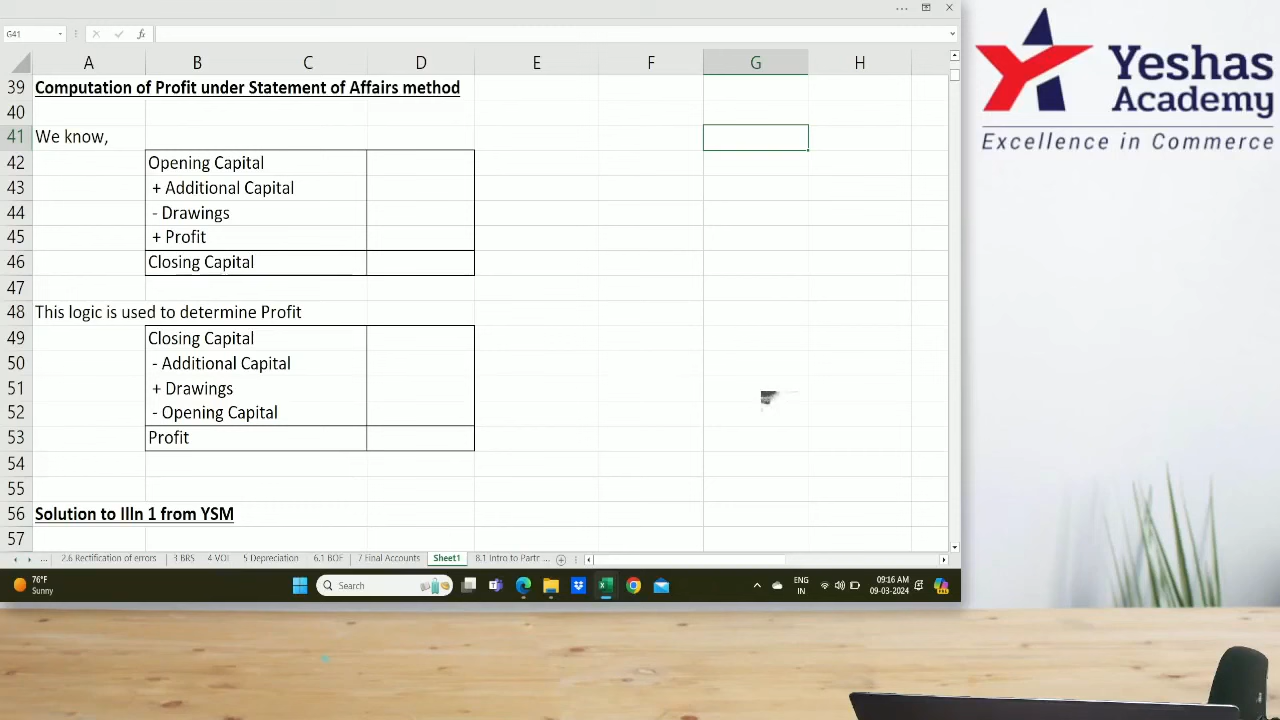 G41
A B C D E F G H
39 Computation of Profit under Statement of Affairs method
40
41 We know,
42 Opening Capital
43 + Additional Capital
44 - Drawings
45 + Profit
46 Closing Capital
47
48 This logic is used to determine Profit
49 Closing Capital
50 - Additional Capital
51 + Drawings
52 - Opening Capital
53 Profit
54
55
56 Solution to Illn 1 from YSM
57
... 2.6 Rectification of errors 3 BRS 4 VOI 5 Depreciation 6.1 BOE 7 Final Accounts Sheet1 8.1 Intro to Partr ...
76°F
Sunny
Search
ENG
IN
09:16 AM
09-03-2024
Yeshas
Academy
Excellence in Commerce